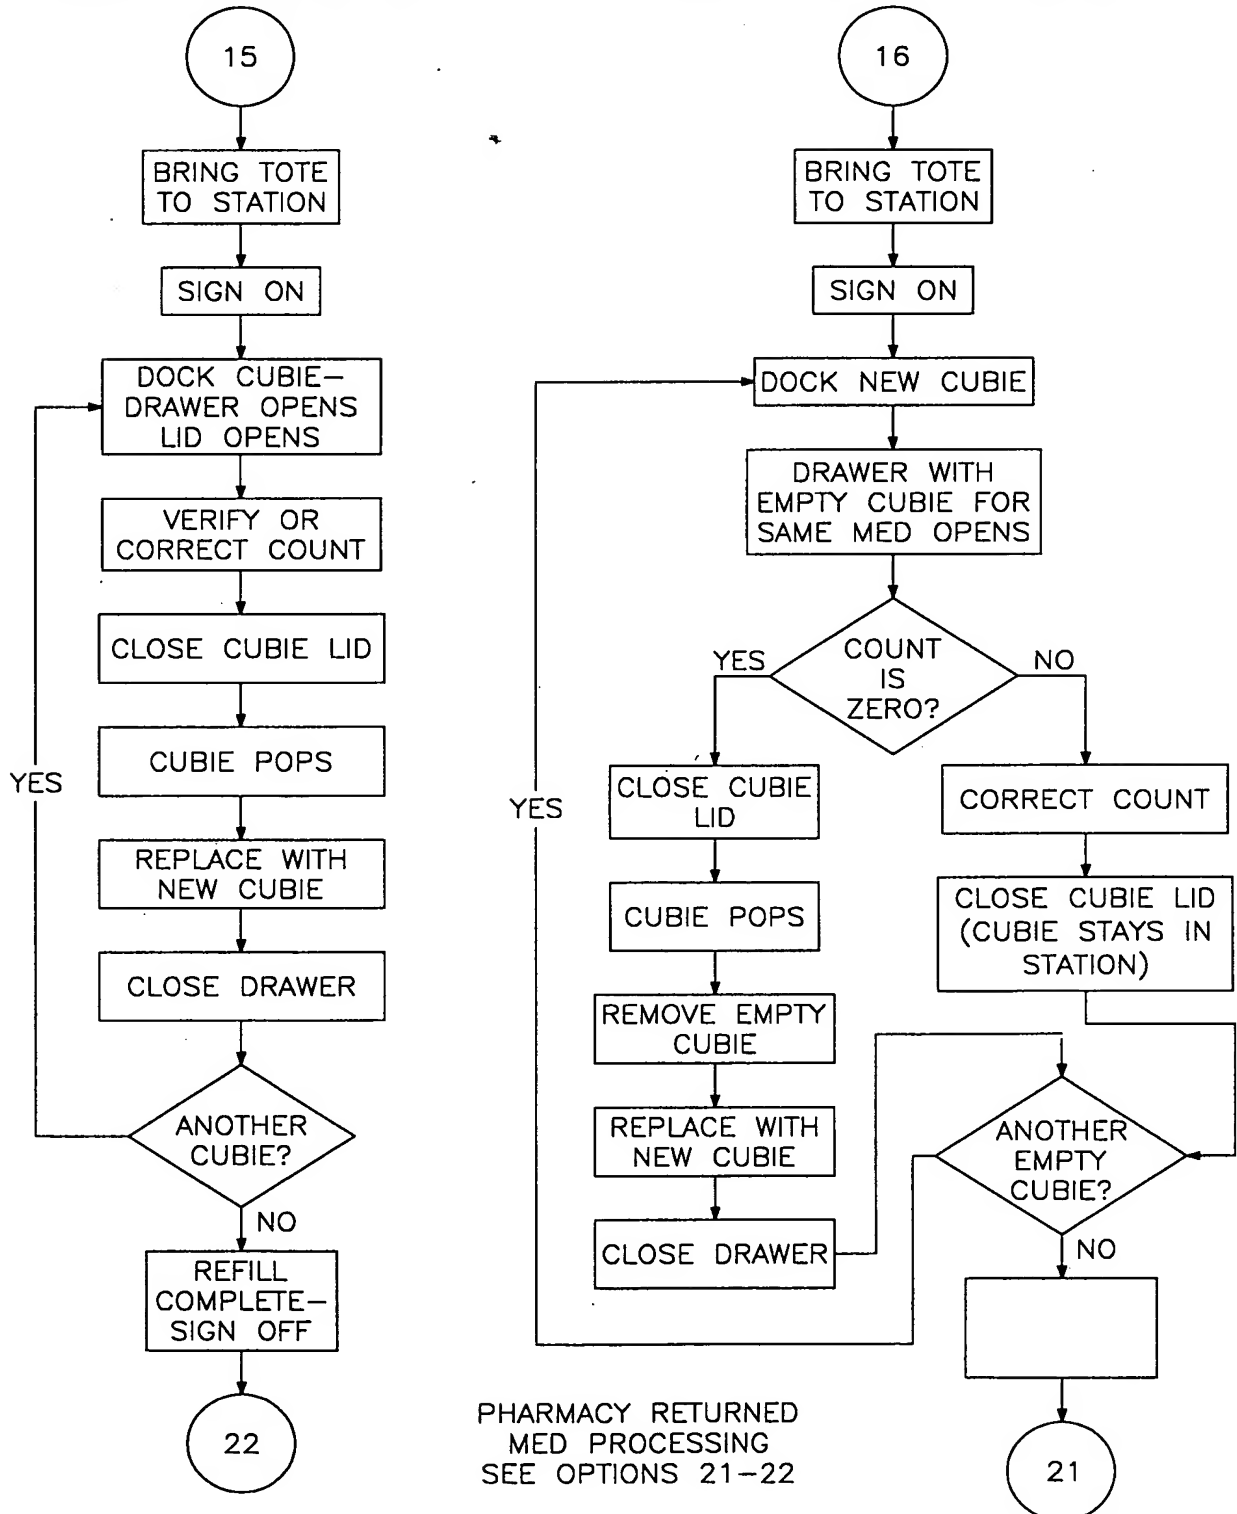 15
BRING TOTE
TO STATION
SIGN ON
DOCK CUBIE–
DRAWER OPENS
LID OPENS
VERIFY OR
CORRECT COUNT
CLOSE CUBIE LID
CUBIE POPS
YES
REPLACE WITH
NEW CUBIE
CLOSE DRAWER
ANOTHER
CUBIE?
NO
REFILL
COMPLETE–
SIGN OFF
22
16
BRING TOTE
TO STATION
SIGN ON
DOCK NEW CUBIE
DRAWER WITH
EMPTY CUBIE FOR
SAME MED OPENS
COUNT
IS
ZERO?
YES
NO
CLOSE CUBIE
LID
YES
CUBIE POPS
REMOVE EMPTY
CUBIE
REPLACE WITH
NEW CUBIE
CLOSE DRAWER
CORRECT COUNT
CLOSE CUBIE LID
(CUBIE STAYS IN
STATION)
ANOTHER
EMPTY
CUBIE?
NO
21
PHARMACY RETURNED
MED PROCESSING
SEE OPTIONS 21–22